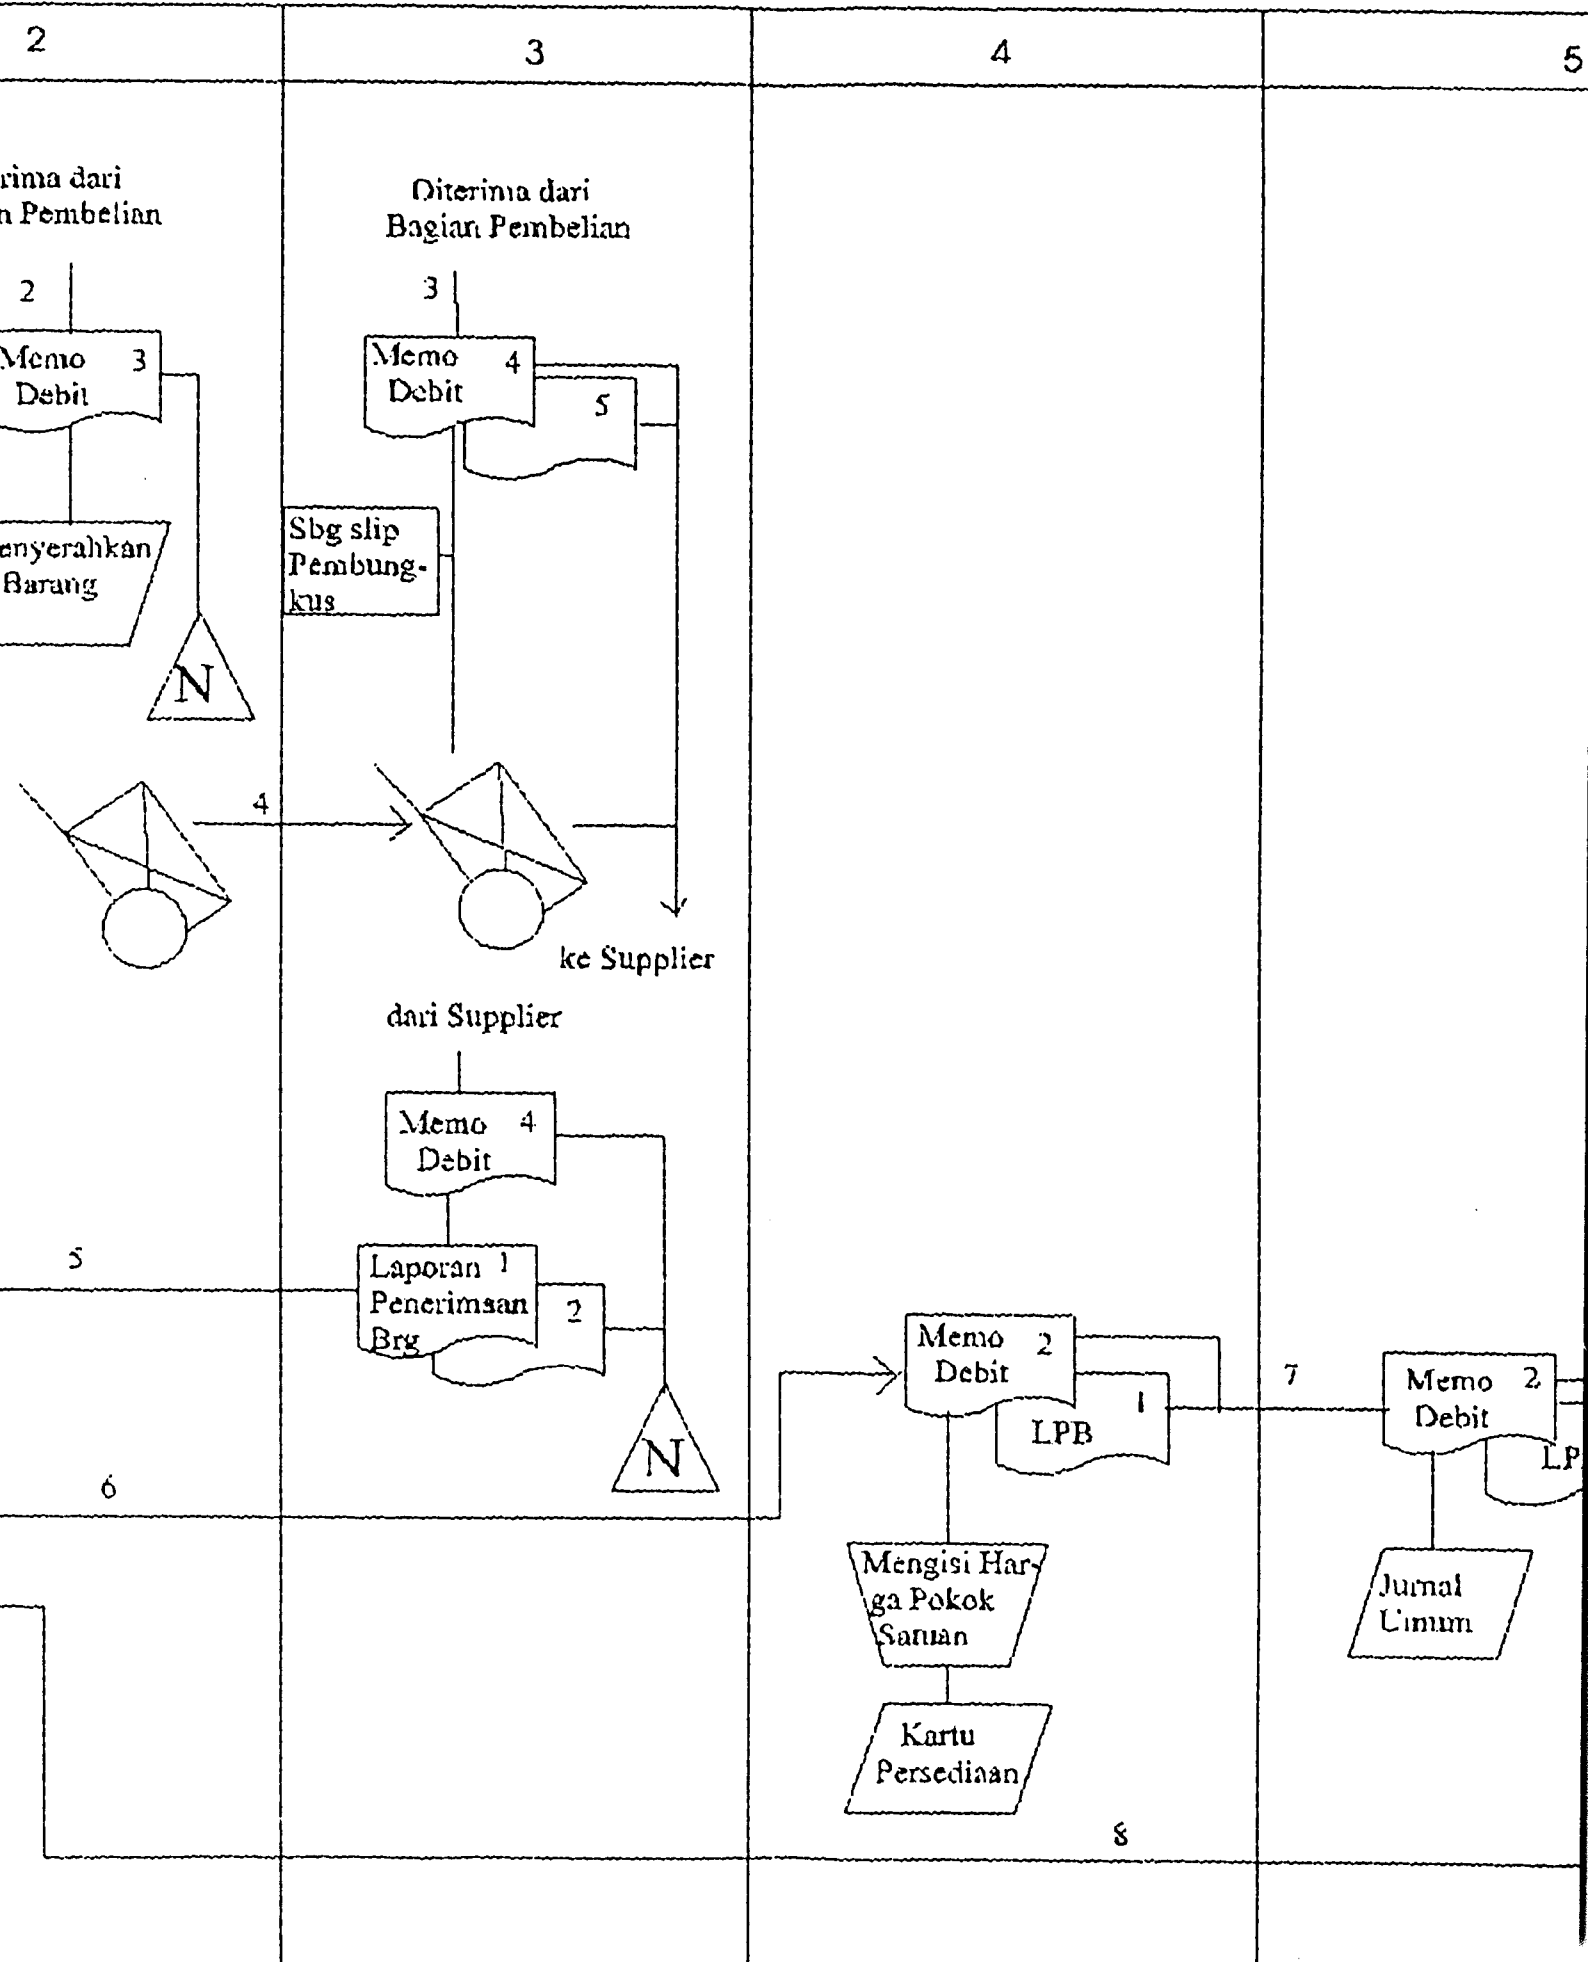 2
3
4
5
rima dari
n Pembelian
2
Memo 3
Debit
enyerahkan
Barang
N
4
Diterima dari
Bagian Pembelian
3
Memo 4
Debit
5
Sbg slip
Pembung-
kus
ke Supplier
dari Supplier
Memo 4
Debit
5
Laporan 1
Penerimaan
Brg
2
N
6
Memo 2
Debit
1
LPB
Mengisi Har-
ga Pokok
Satuan
Kartu
Persediaan
7
Memo 2
Debit
LP
Jurnal
Umum
8